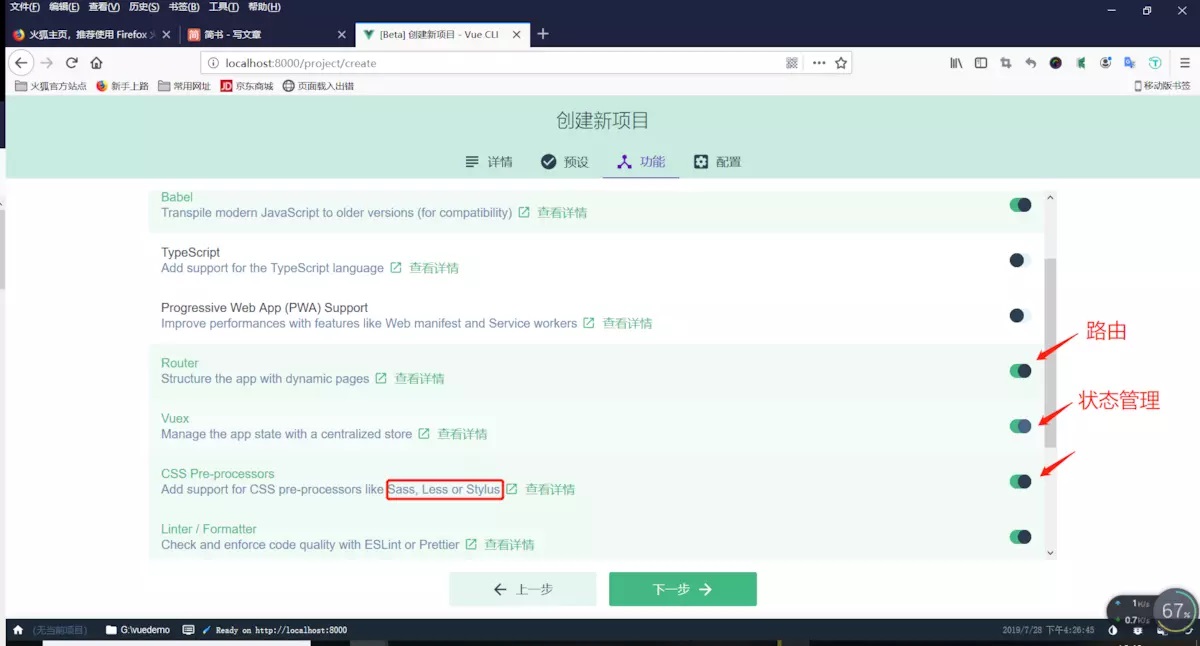 文件(F) 编辑(E) 查看(V) 历史(S) 书签(B) 工具(T) 帮助(H)
火狐主页，推荐使用 Firefox
简书 - 写文章
[Beta] 创建新项目 - Vue CLI
localhost:8000/project/create
火狐官方站点 新手上路 常用网址 JD 京东商城 页面载入出错 移动版书签
创建新项目
详情 预设 功能 配置
Babel
Transpile modern JavaScript to older versions (for compatibility) 查看详情
TypeScript
Add support for the TypeScript language 查看详情
Progressive Web App (PWA) Support
Improve performances with features like Web manifest and Service workers 查看详情
路由
Router
Structure the app with dynamic pages 查看详情
状态管理
Vuex
Manage the app state with a centralized store 查看详情
CSS Pre-processors
Add support for CSS pre-processors like Sass, Less or Stylus 查看详情
Linter / Formatter
Check and enforce code quality with ESLint or Prettier 查看详情
上一步 下一步
1K/s
0.7K/s
67%
(无当前项目) G:\vuedemo Ready on http://localhost:8000 2019/7/28 下午4:26:45